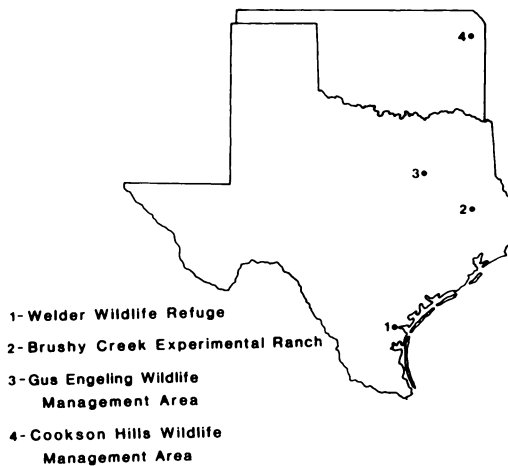 4
3
2
1
1-Welder Wildlife Refuge
2-Brushy Creek Experimental Ranch
3-Gus Engeling Wildlife
Management Area
4-Cookson Hills Wildlife
Management Area